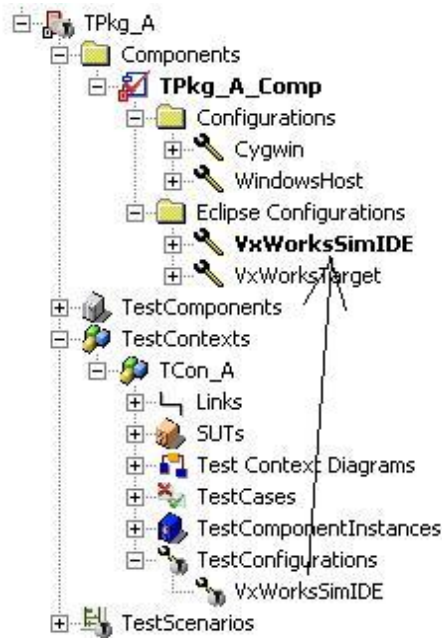 TPkg_A
Components
TPkg_A_Comp
Configurations
Cygwin
WindowsHost
Eclipse Configurations
VxWorksSimIDE
VxWorksTarget
TestComponents
TestContexts
TCon_A
Links
SUTs
Test Context Diagrams
TestCases
TestComponentInstances
TestConfigurations
VxWorksSimIDE
TestScenarios